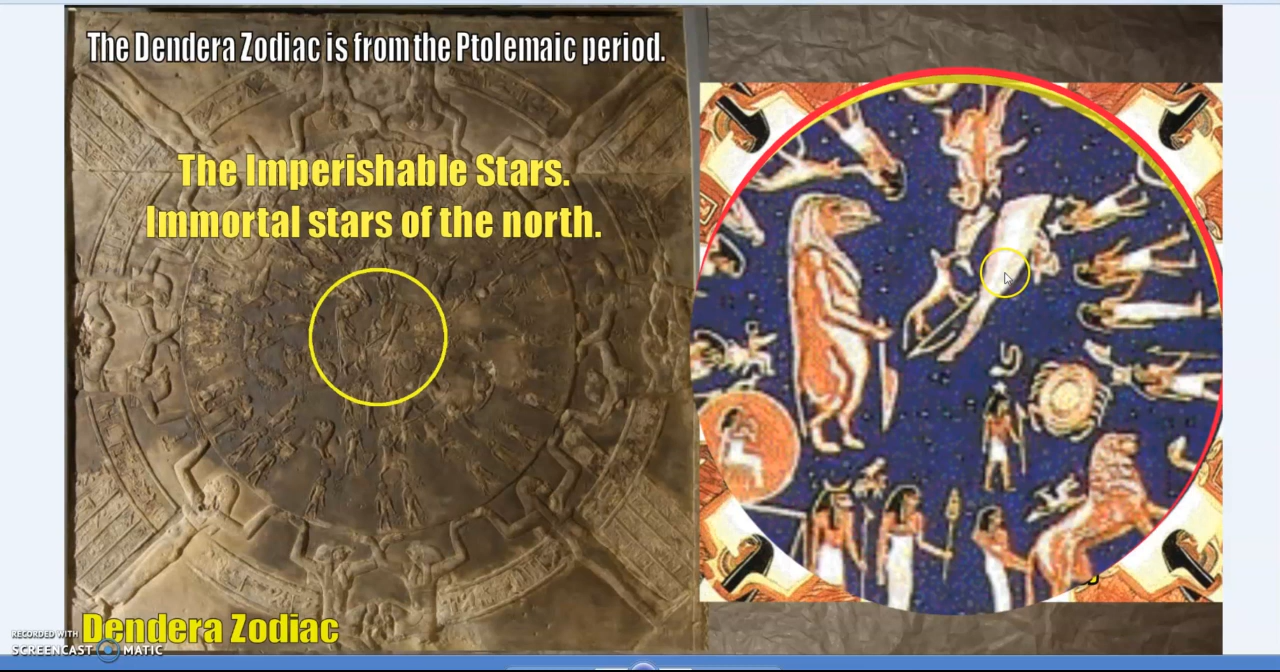 The Dendera Zodiac is from the Ptolemaic period.
The Imperishable Stars.
Immortal stars of the north.
Dendera Zodiac
RECORDED WITH
SCREENCAST MATIC